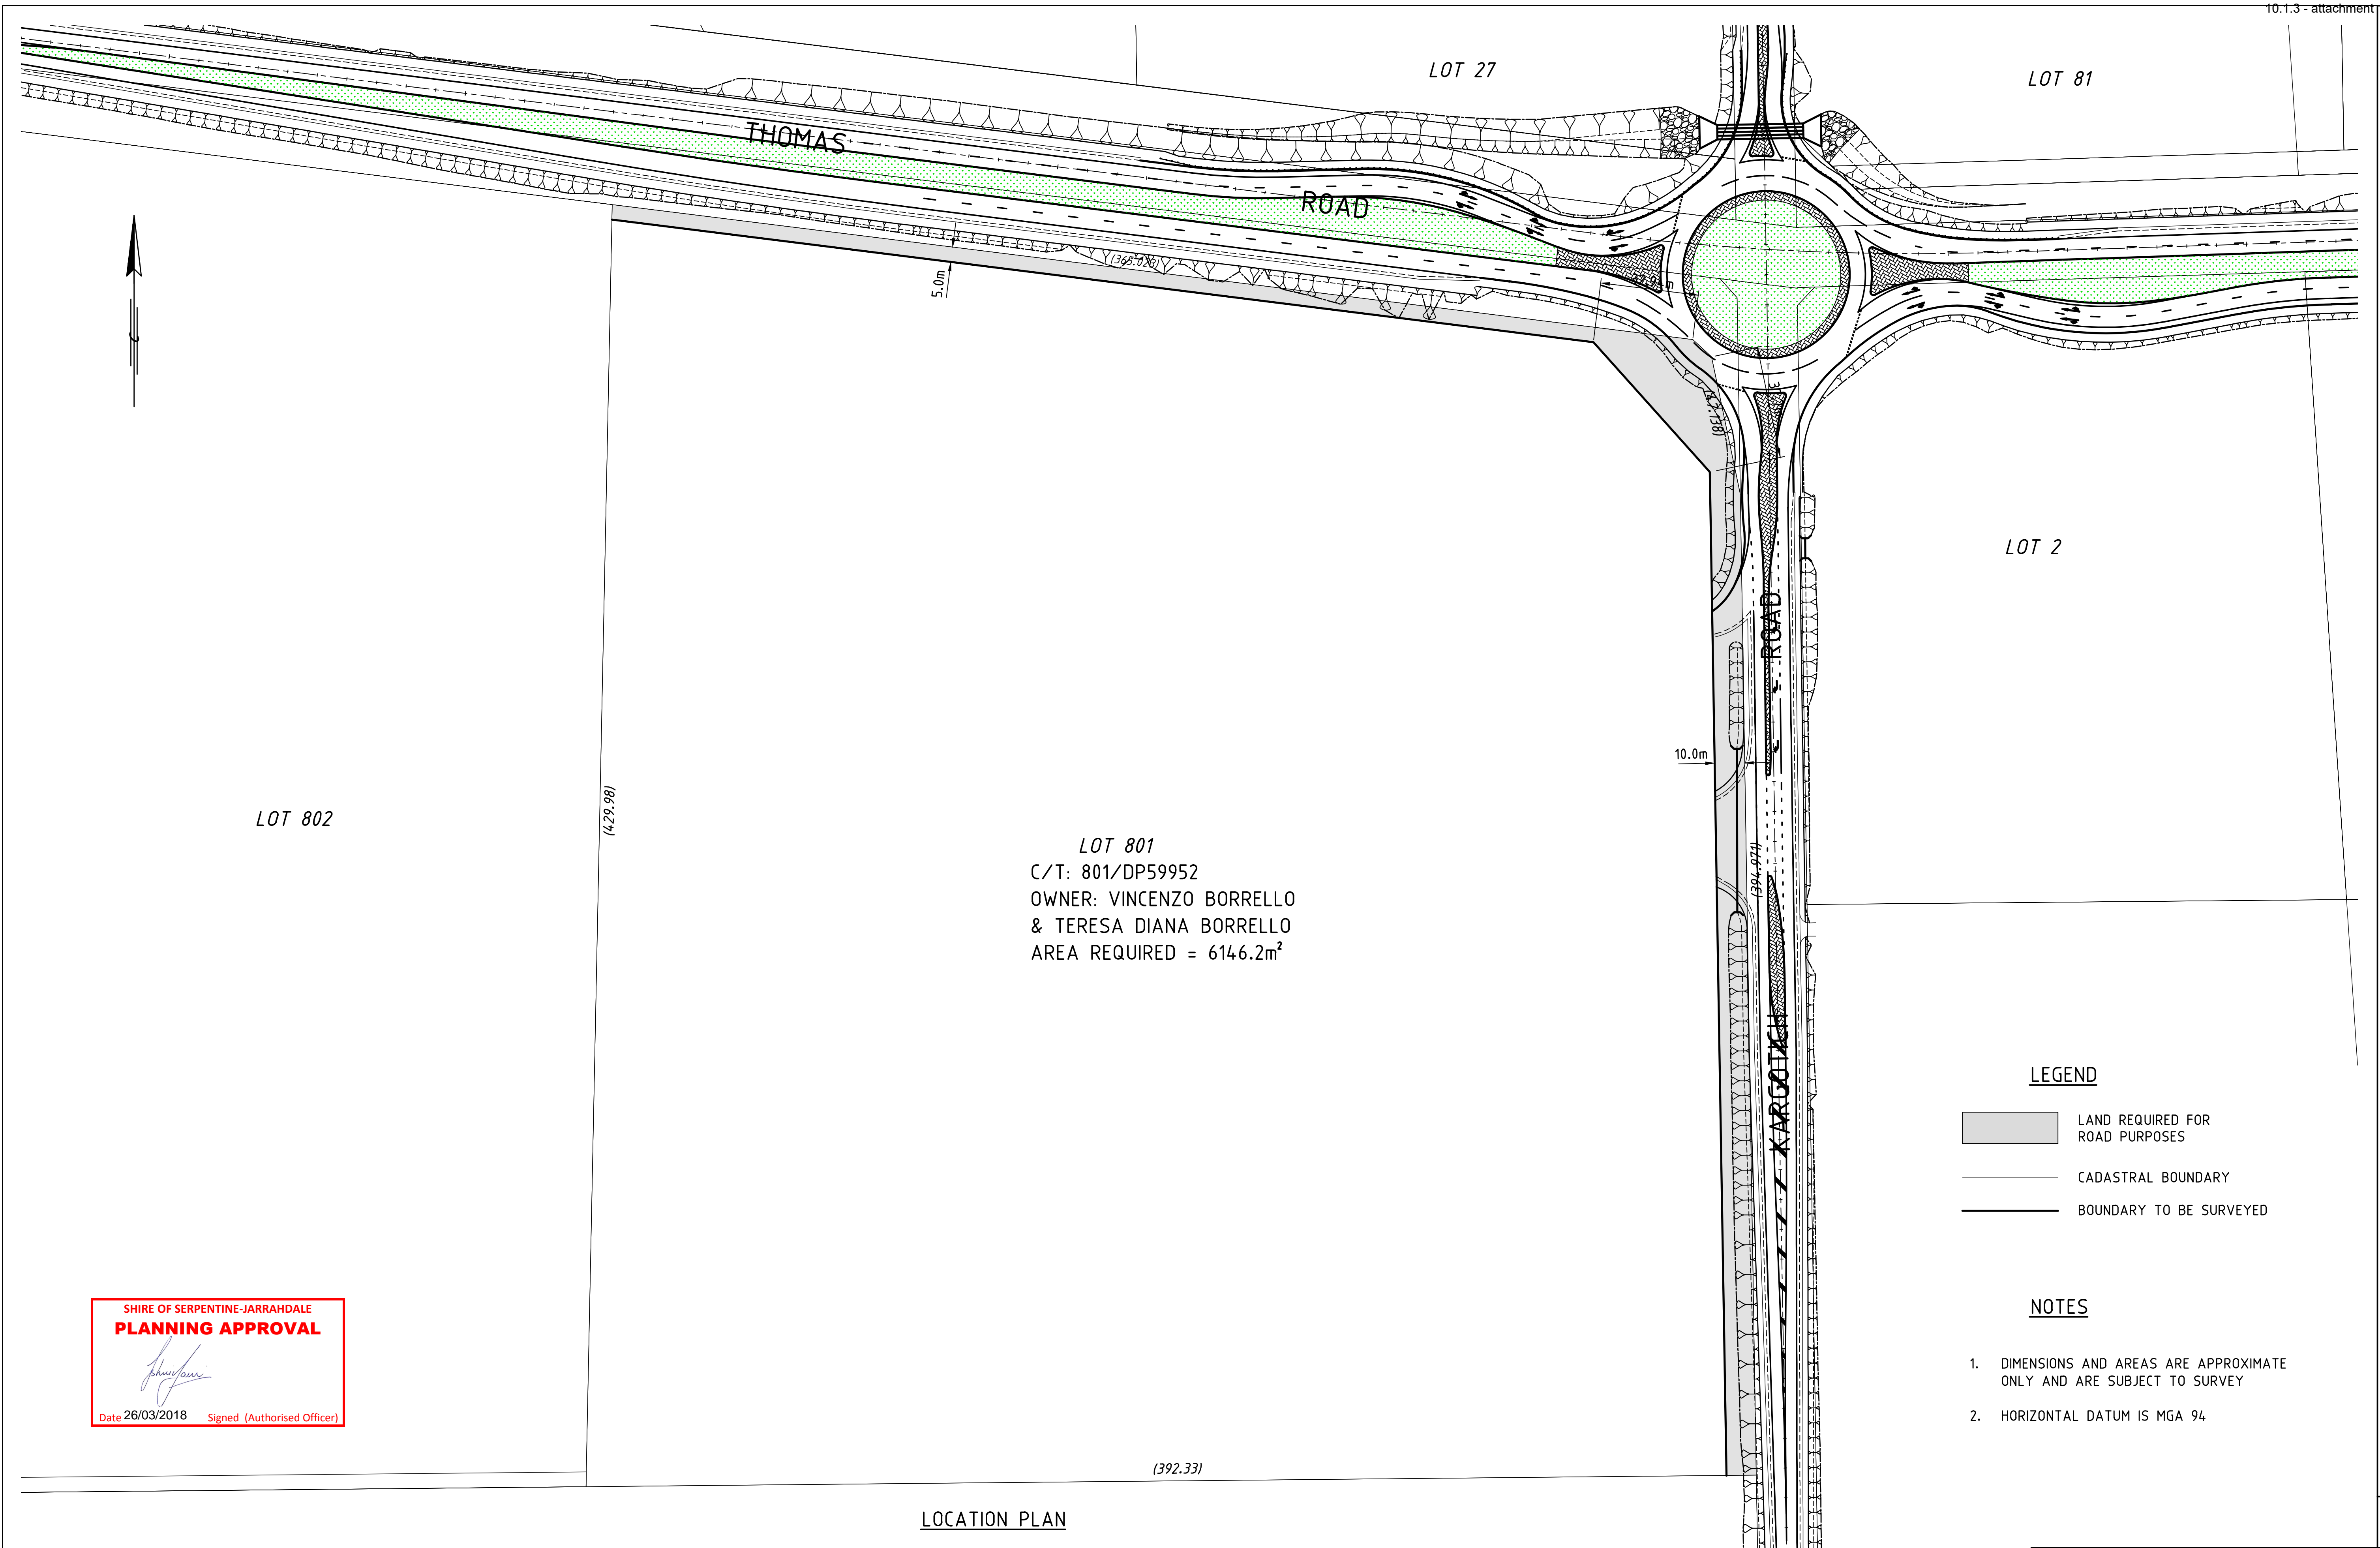 10.1.3 - attachment
LOT 27
LOT 81
THOMAS
ROAD
(365.028)
5.0m
(47.138)
LOT 2
ROAD
10.0m
(429.98)
LOT 802
(394.971)
LOT 801
C/T: 801/DP59952
OWNER: VINCENZO BORRELLO
& TERESA DIANA BORRELLO
AREA REQUIRED = 6146.2m²
KARGOTICH
LEGEND
LAND REQUIRED FOR
ROAD PURPOSES
CADASTRAL BOUNDARY
BOUNDARY TO BE SURVEYED
NOTES
1. DIMENSIONS AND AREAS ARE APPROXIMATE
ONLY AND ARE SUBJECT TO SURVEY
2. HORIZONTAL DATUM IS MGA 94
SHIRE OF SERPENTINE-JARRAHDALE
PLANNING APPROVAL
Date 26/03/2018 Signed (Authorised Officer)
(392.33)
LOCATION PLAN